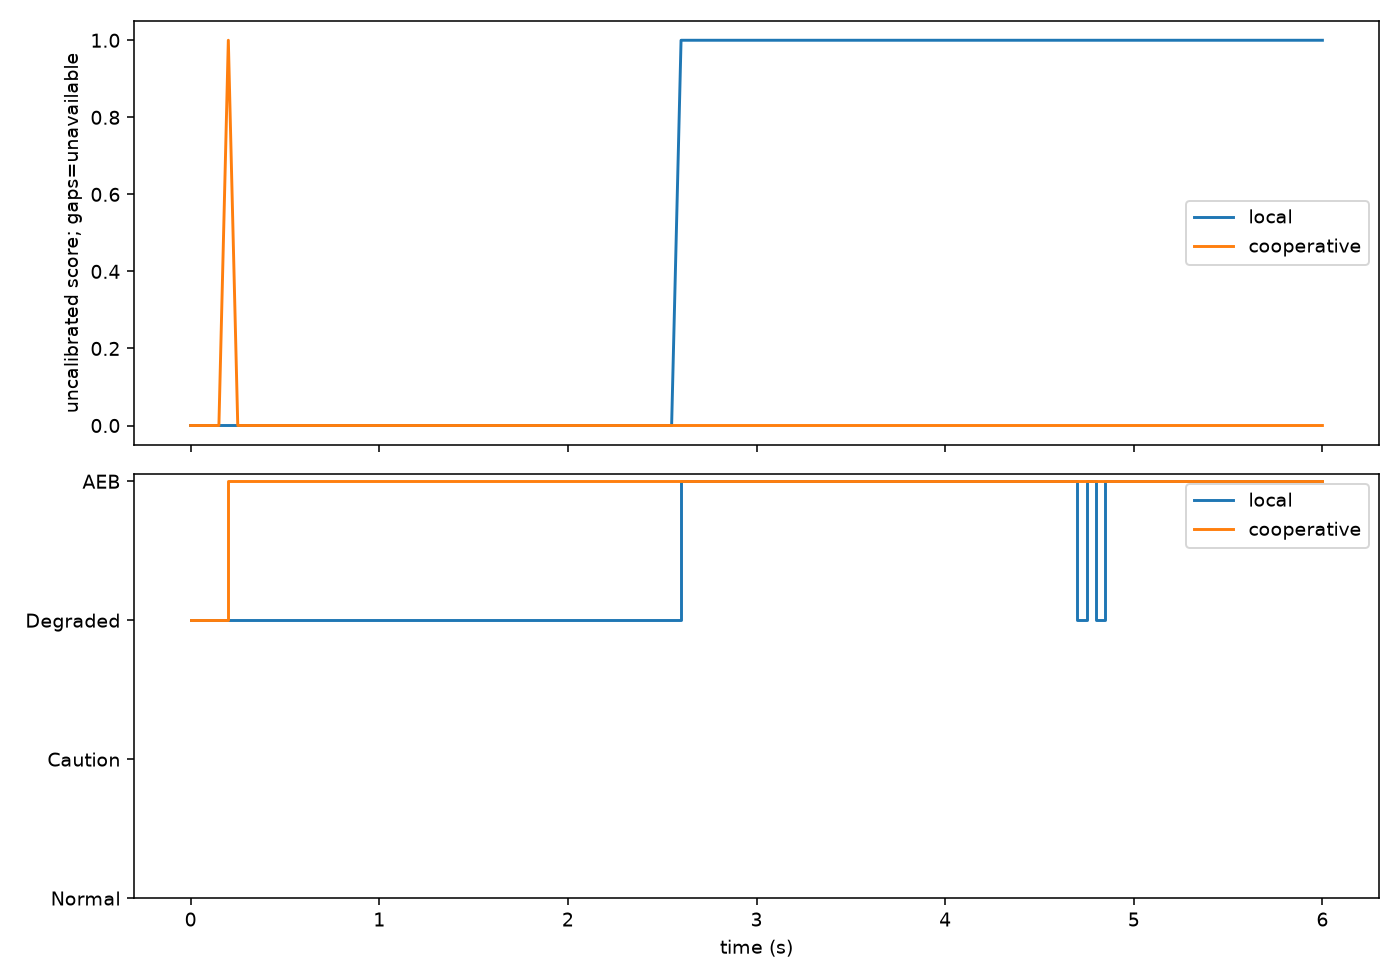 uncalibrated score; gaps=unavailable
1.0
0.8
0.6
0.4
0.2
0.0
local
cooperative
AEB
Degraded
Caution
Normal
local
cooperative
0 1 2 3 4 5 6
time (s)